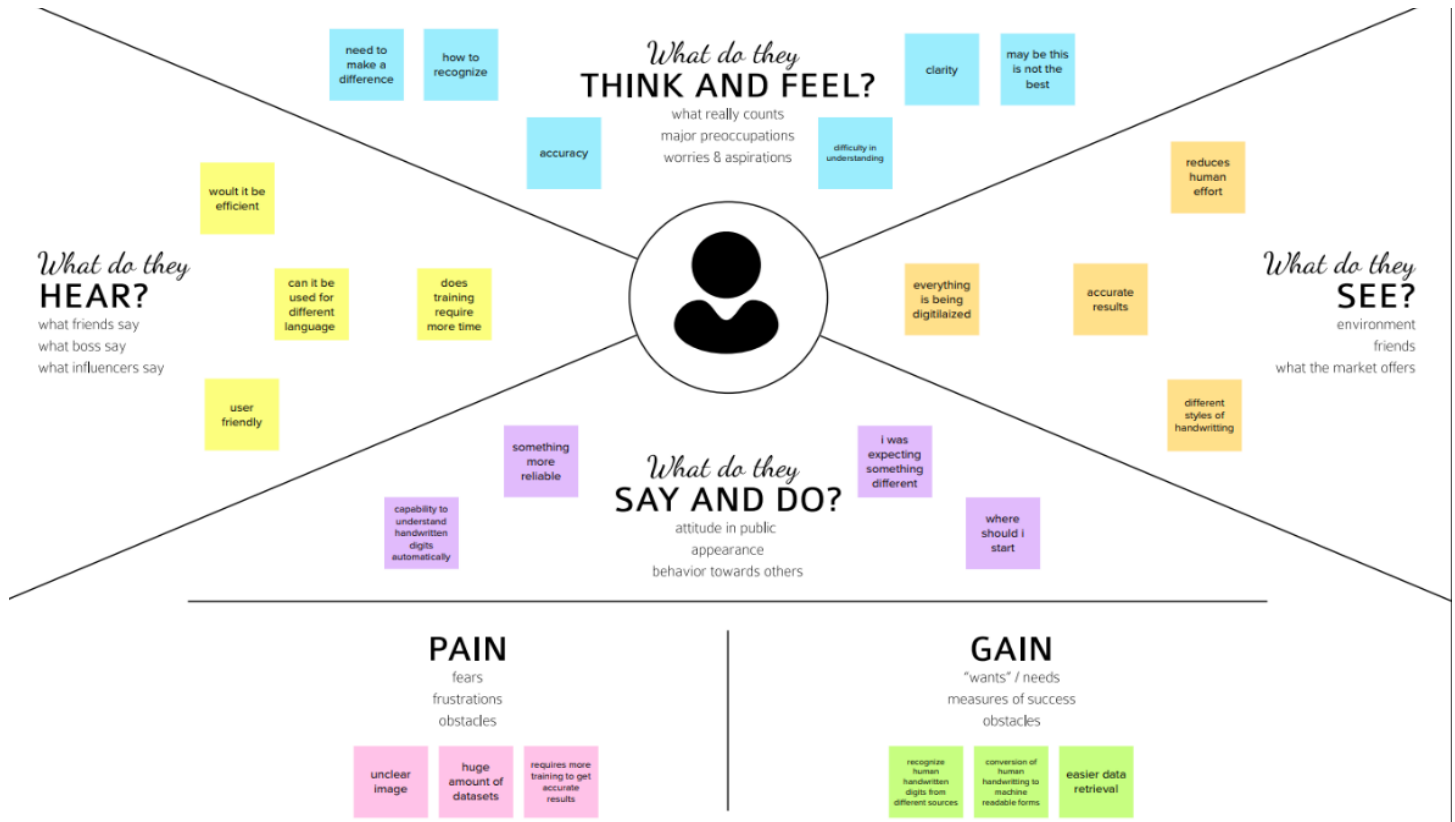 need to
make a
difference
how to
recognize
What do they
THINK AND FEEL?
what really counts
major preoccupations
worries & aspirations
clarity
may be this
is not the
best
accuracy
difficulty in
understanding
woult it be
efficient
What do they
HEAR?
what friends say
what boss say
what influencers say
can it be
used for
different
language
does
training
require
more time
user
friendly
reduces
human
effort
everything
is being
digitilaized
accurate
results
What do they
SEE?
environment
friends
what the market offers
different
styles of
handwritting
something
more
reliable
capability to
understand
handwritten
digits
automatically
What do they
SAY AND DO?
attitude in public
appearance
behavior towards others
i was
expecting
something
different
where
should i
start
PAIN
fears
frustrations
obstacles
unclear
image
huge
amount of
datasets
requires more
training to get
accurate
results
GAIN
"wants" / needs
measures of success
obstacles
recognize
human
handwritten
digits from
different sources
conversion of
human
handwritting to
machine
readable forms
easier data
retrieval